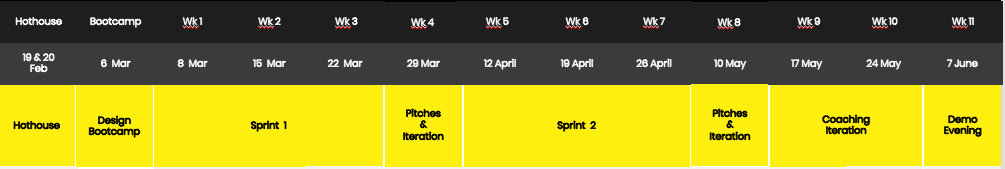 Hothouse Bootcamp Wk 1 Wk 2 Wk 3 Wk 4 Wk 5 Wk 6 Wk 7 Wk 8 Wk 9 Wk 10 Wk 11
19 & 20
Feb
6 Mar 8 Mar 15 Mar 22 Mar 29 Mar 12 April 19 April 26 April 10 May 17 May 24 May 7 June
Hothouse
Design
Bootcamp
Sprint 1
Pitches
&
Iteration
Sprint 2
Pitches
&
Iteration
Coaching
Iteration
Demo
Evening